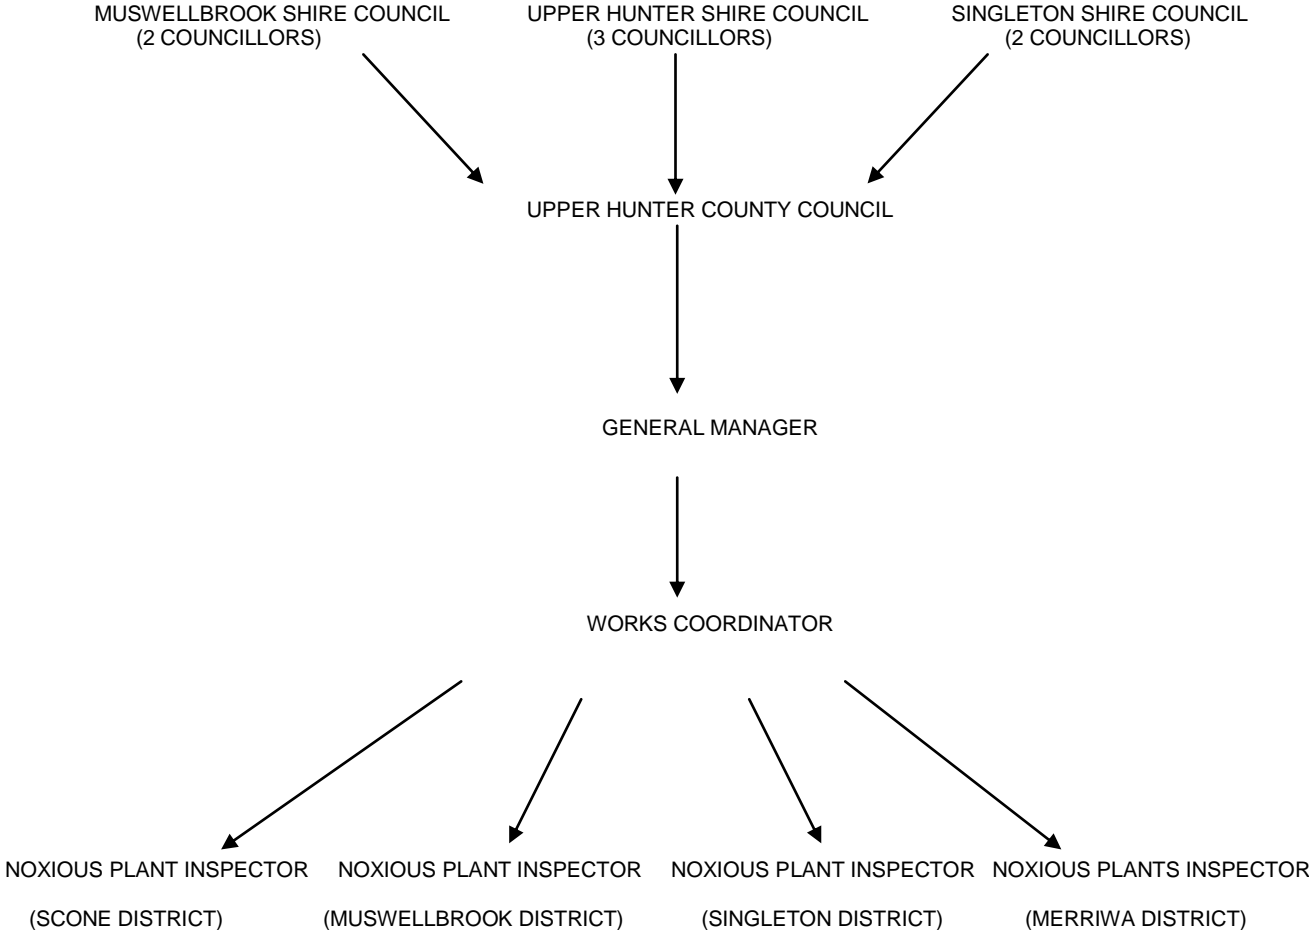 MUSWELLBROOK SHIRE COUNCIL
(2 COUNCILLORS)
UPPER HUNTER SHIRE COUNCIL
(3 COUNCILLORS)
SINGLETON SHIRE COUNCIL
(2 COUNCILLORS)
UPPER HUNTER COUNTY COUNCIL
GENERAL MANAGER
WORKS COORDINATOR
NOXIOUS PLANT INSPECTOR
(SCONE DISTRICT)
NOXIOUS PLANT INSPECTOR
(MUSWELLBROOK DISTRICT)
NOXIOUS PLANT INSPECTOR
(SINGLETON DISTRICT)
NOXIOUS PLANTS INSPECTOR
(MERRIWA DISTRICT)